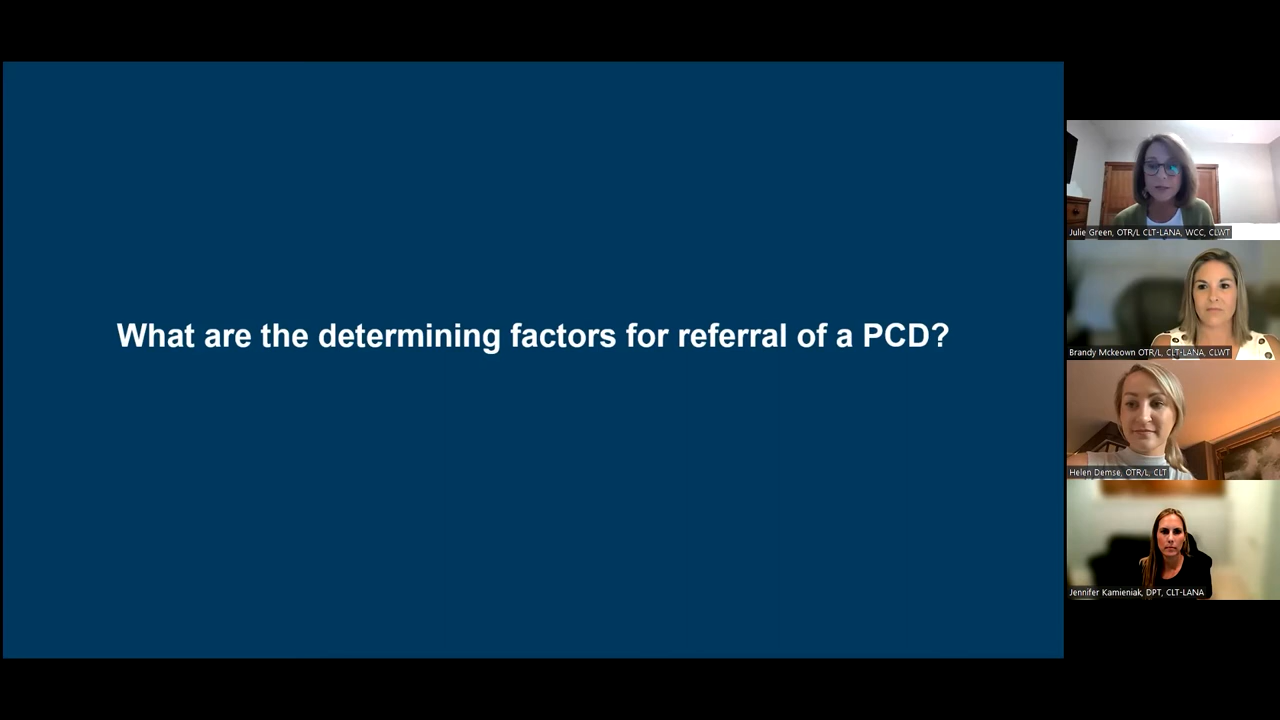 What are the determining factors for referral of a PCD?
Julie Green, OTR/L CLT-LANA, WCC, CLWT
Brandy Mckeown OTR/L, CLT-LANA, CLWT
Helen Demse, OTR/L, CLT
Jennifer Kamieniak, DPT, CLT-LANA